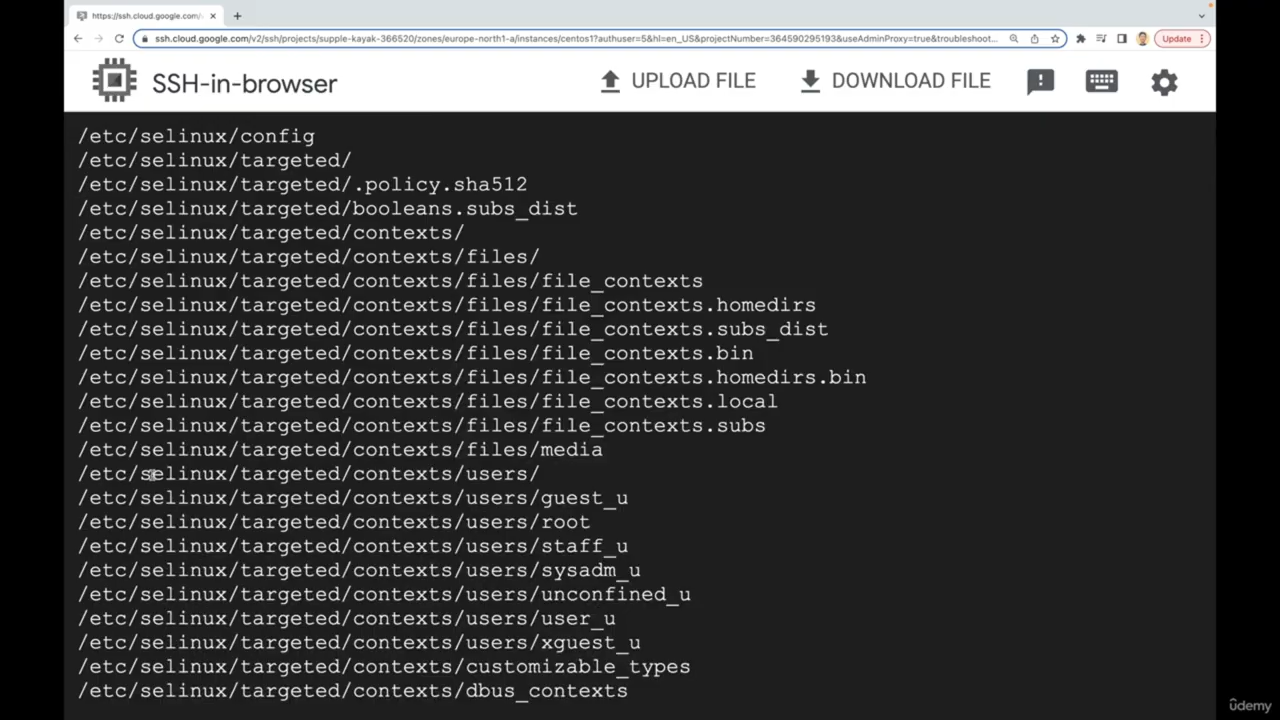 https://ssh.cloud.google.com/v
ssh.cloud.google.com/v2/ssh/projects/supple-kayak-366520/zones/europe-north1-a/instances/centos1?authuser=5&hl=en_US&projectNumber=364590295193&useAdminProxy=true&troubleshoot...
Update
SSH-in-browser
UPLOAD FILE
DOWNLOAD FILE
/etc/selinux/config
/etc/selinux/targeted/
/etc/selinux/targeted/.policy.sha512
/etc/selinux/targeted/booleans.subs_dist
/etc/selinux/targeted/contexts/
/etc/selinux/targeted/contexts/files/
/etc/selinux/targeted/contexts/files/file_contexts
/etc/selinux/targeted/contexts/files/file_contexts.homedirs
/etc/selinux/targeted/contexts/files/file_contexts.subs_dist
/etc/selinux/targeted/contexts/files/file_contexts.bin
/etc/selinux/targeted/contexts/files/file_contexts.homedirs.bin
/etc/selinux/targeted/contexts/files/file_contexts.local
/etc/selinux/targeted/contexts/files/file_contexts.subs
/etc/selinux/targeted/contexts/files/media
/etc/selinux/targeted/contexts/users/
/etc/selinux/targeted/contexts/users/guest_u
/etc/selinux/targeted/contexts/users/root
/etc/selinux/targeted/contexts/users/staff_u
/etc/selinux/targeted/contexts/users/sysadm_u
/etc/selinux/targeted/contexts/users/unconfined_u
/etc/selinux/targeted/contexts/users/user_u
/etc/selinux/targeted/contexts/users/xguest_u
/etc/selinux/targeted/contexts/customizable_types
/etc/selinux/targeted/contexts/dbus_contexts
ûdemy